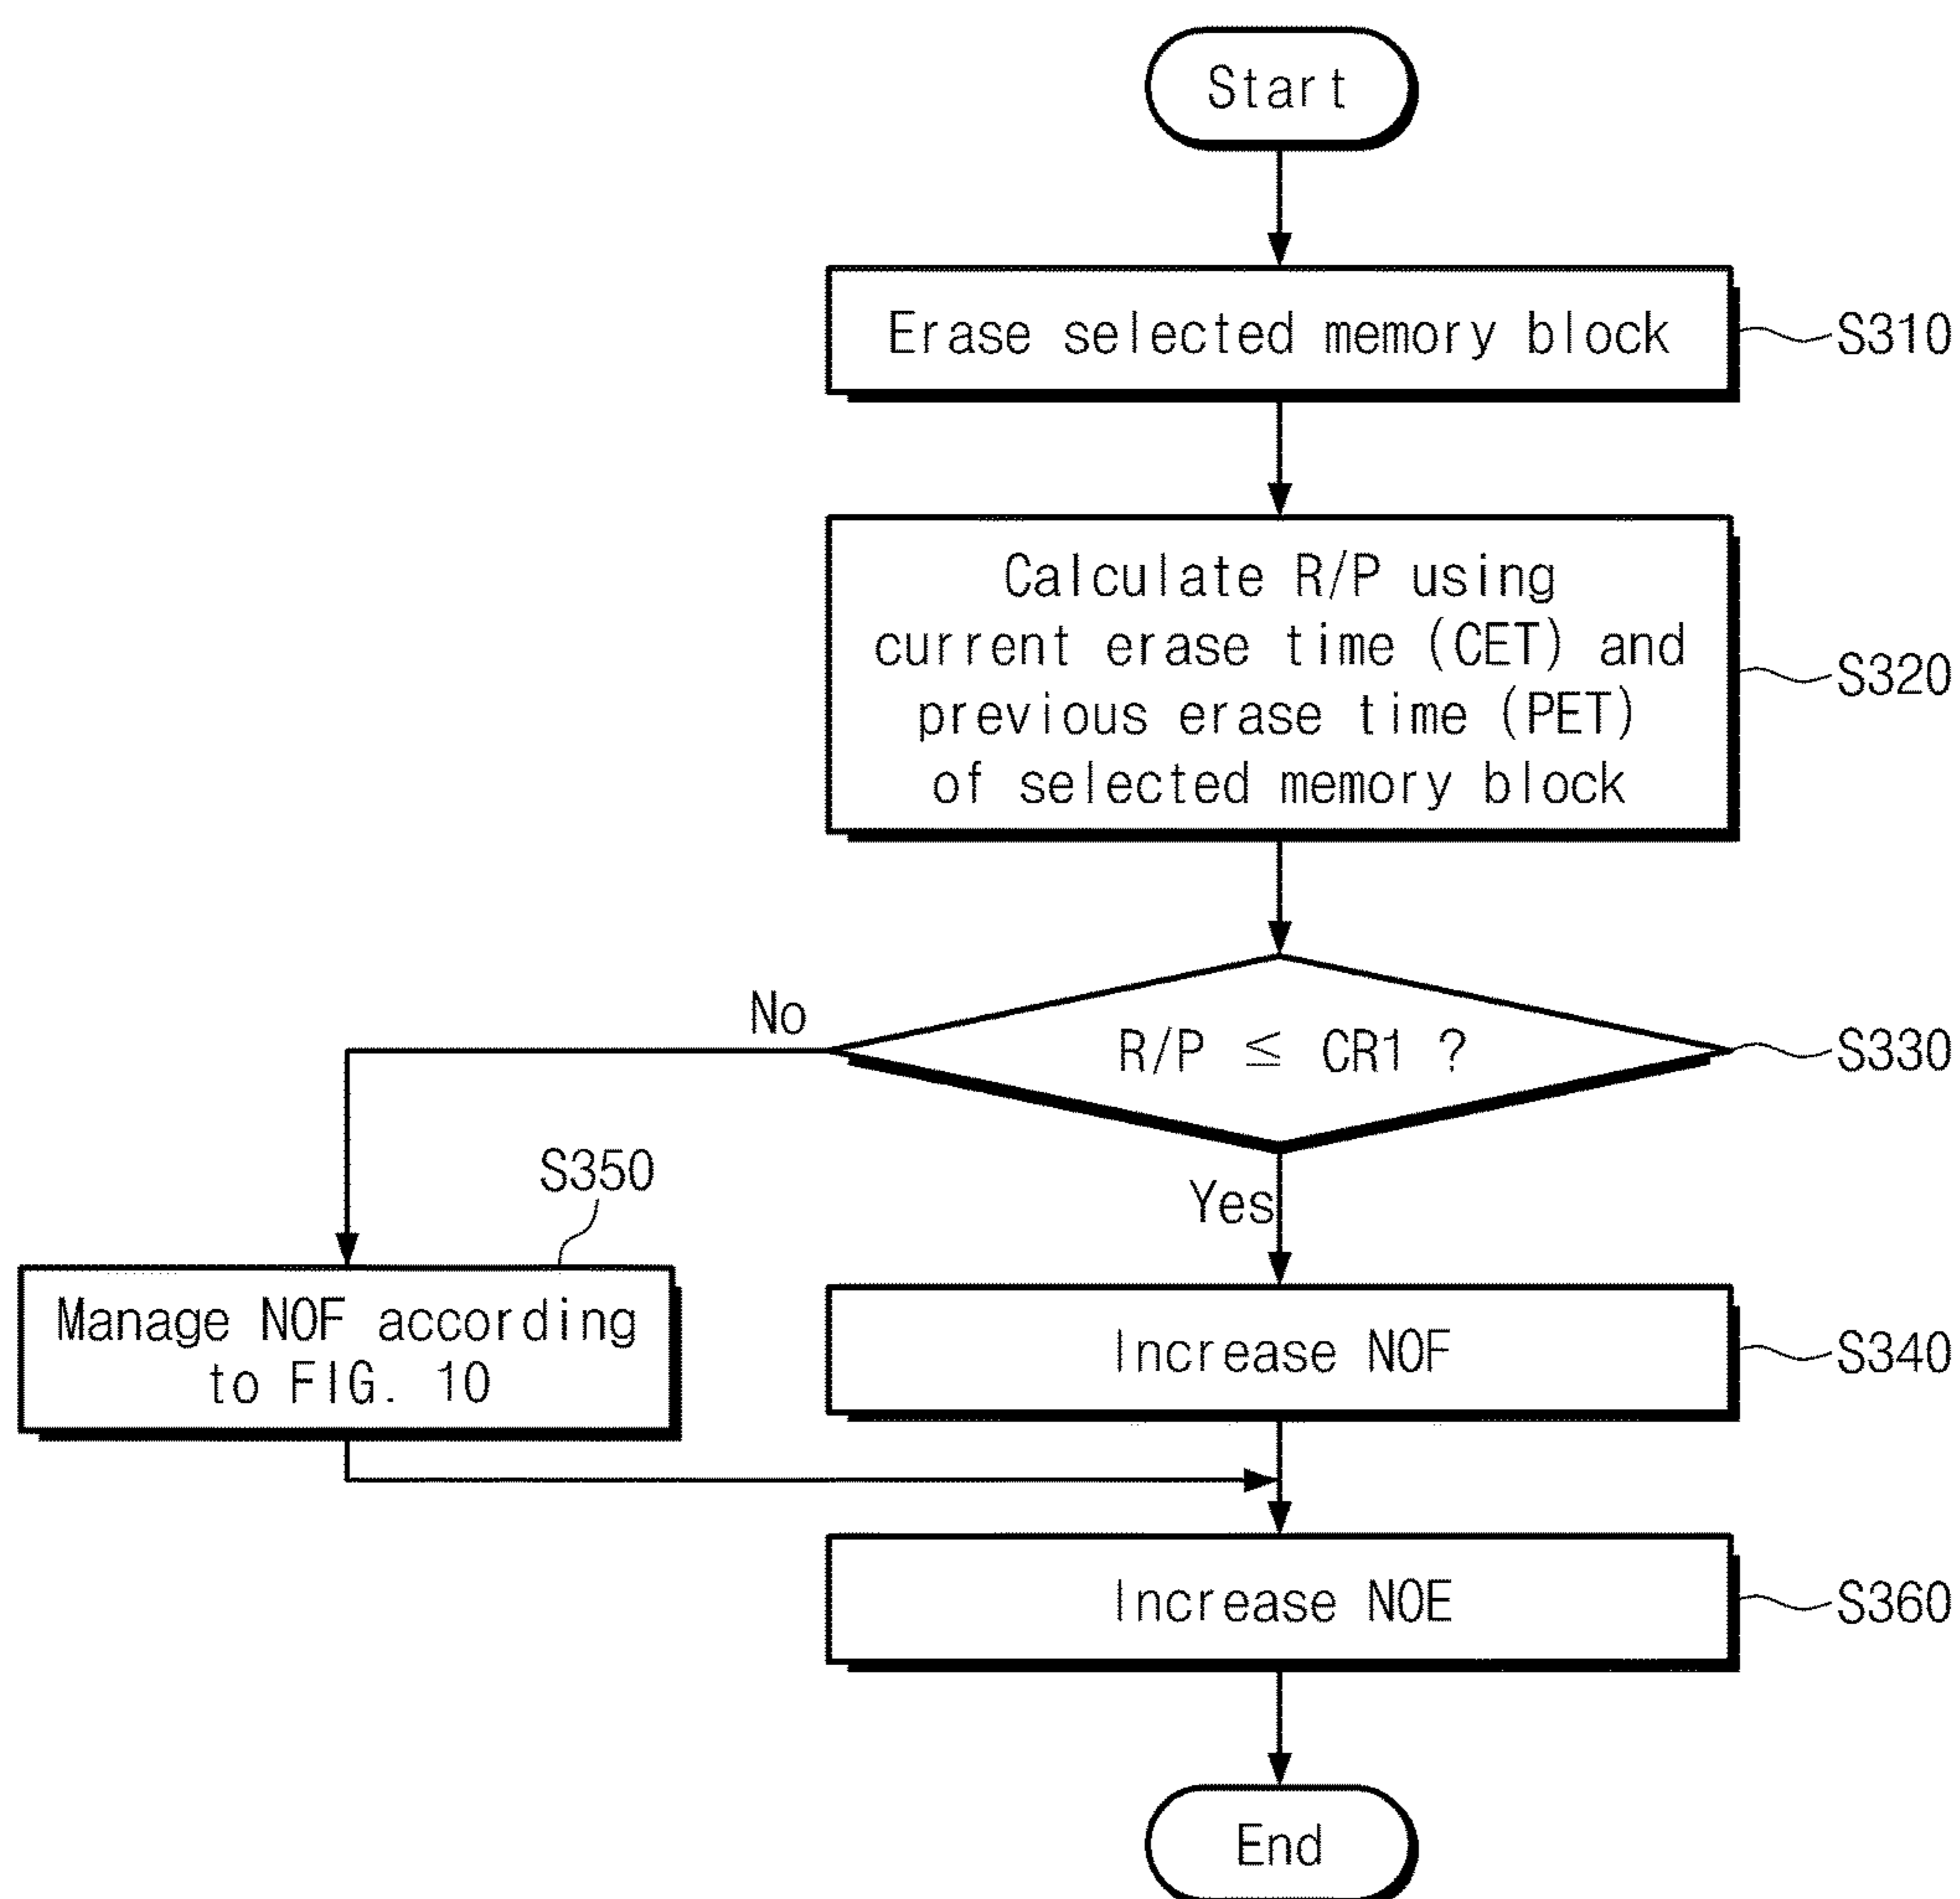 Start
Erase selected memory block
S310
Calculate R/P using
current erase time (CET) and
previous erase time (PET)
of selected memory block
S320
R/P ≦ CR1 ?
S330
No
Yes
S350
Manage NOF according
to FIG. 10
Increase NOF
S340
Increase NOE
S360
End